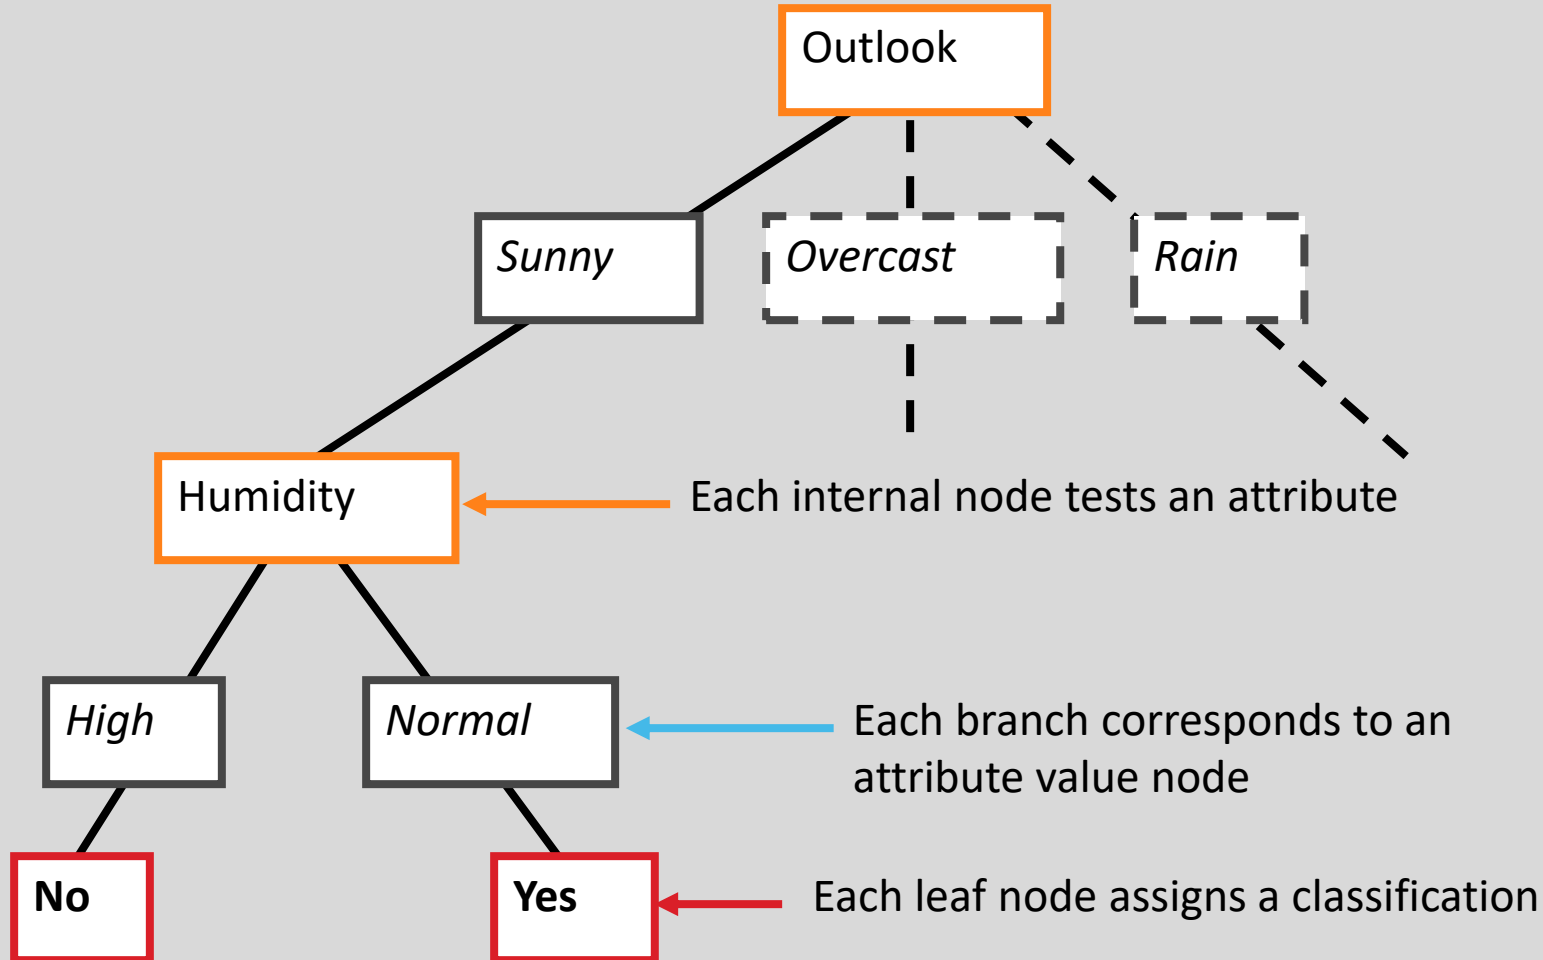 Outlook
Sunny
Overcast
Rain
Humidity
Each internal node tests an attribute
High
Normal
Each branch corresponds to an
attribute value node
No
Yes
Each leaf node assigns a classification